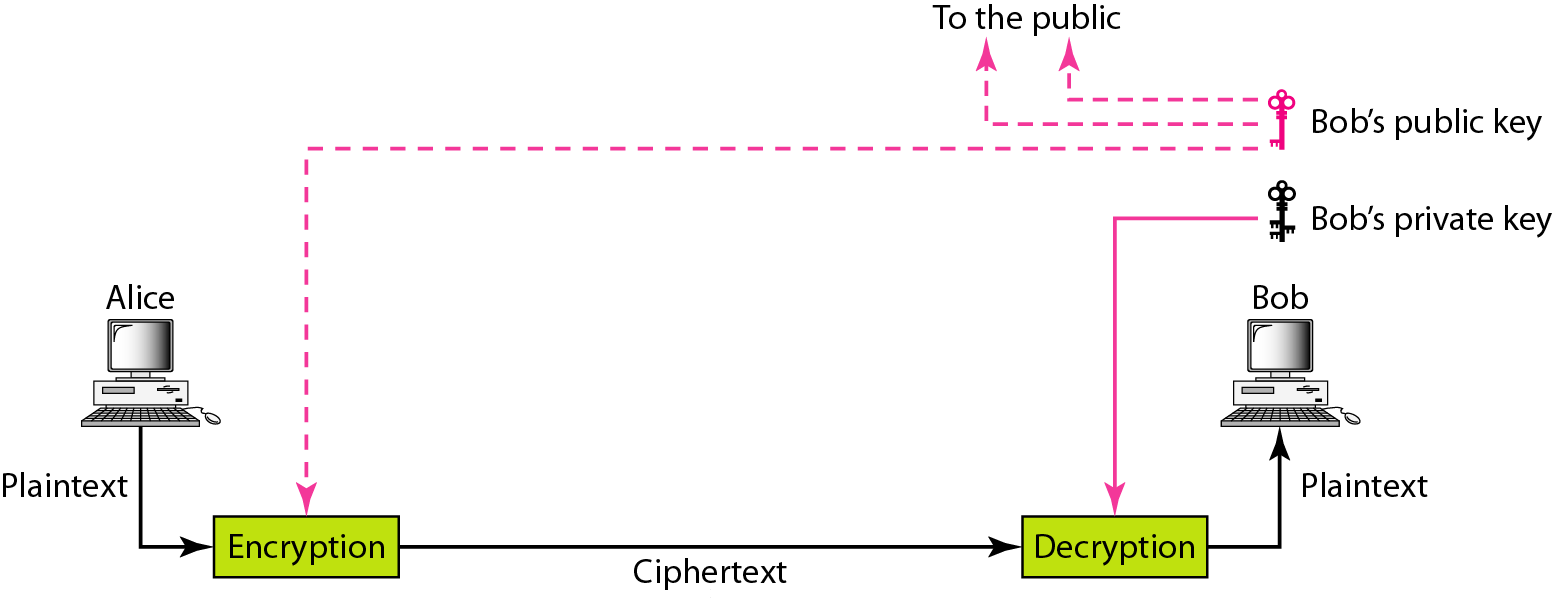 To the public
Bob’s public key
Bob’s private key
Alice
Bob
Plaintext
Plaintext
Encryption
Decryption
Ciphertext